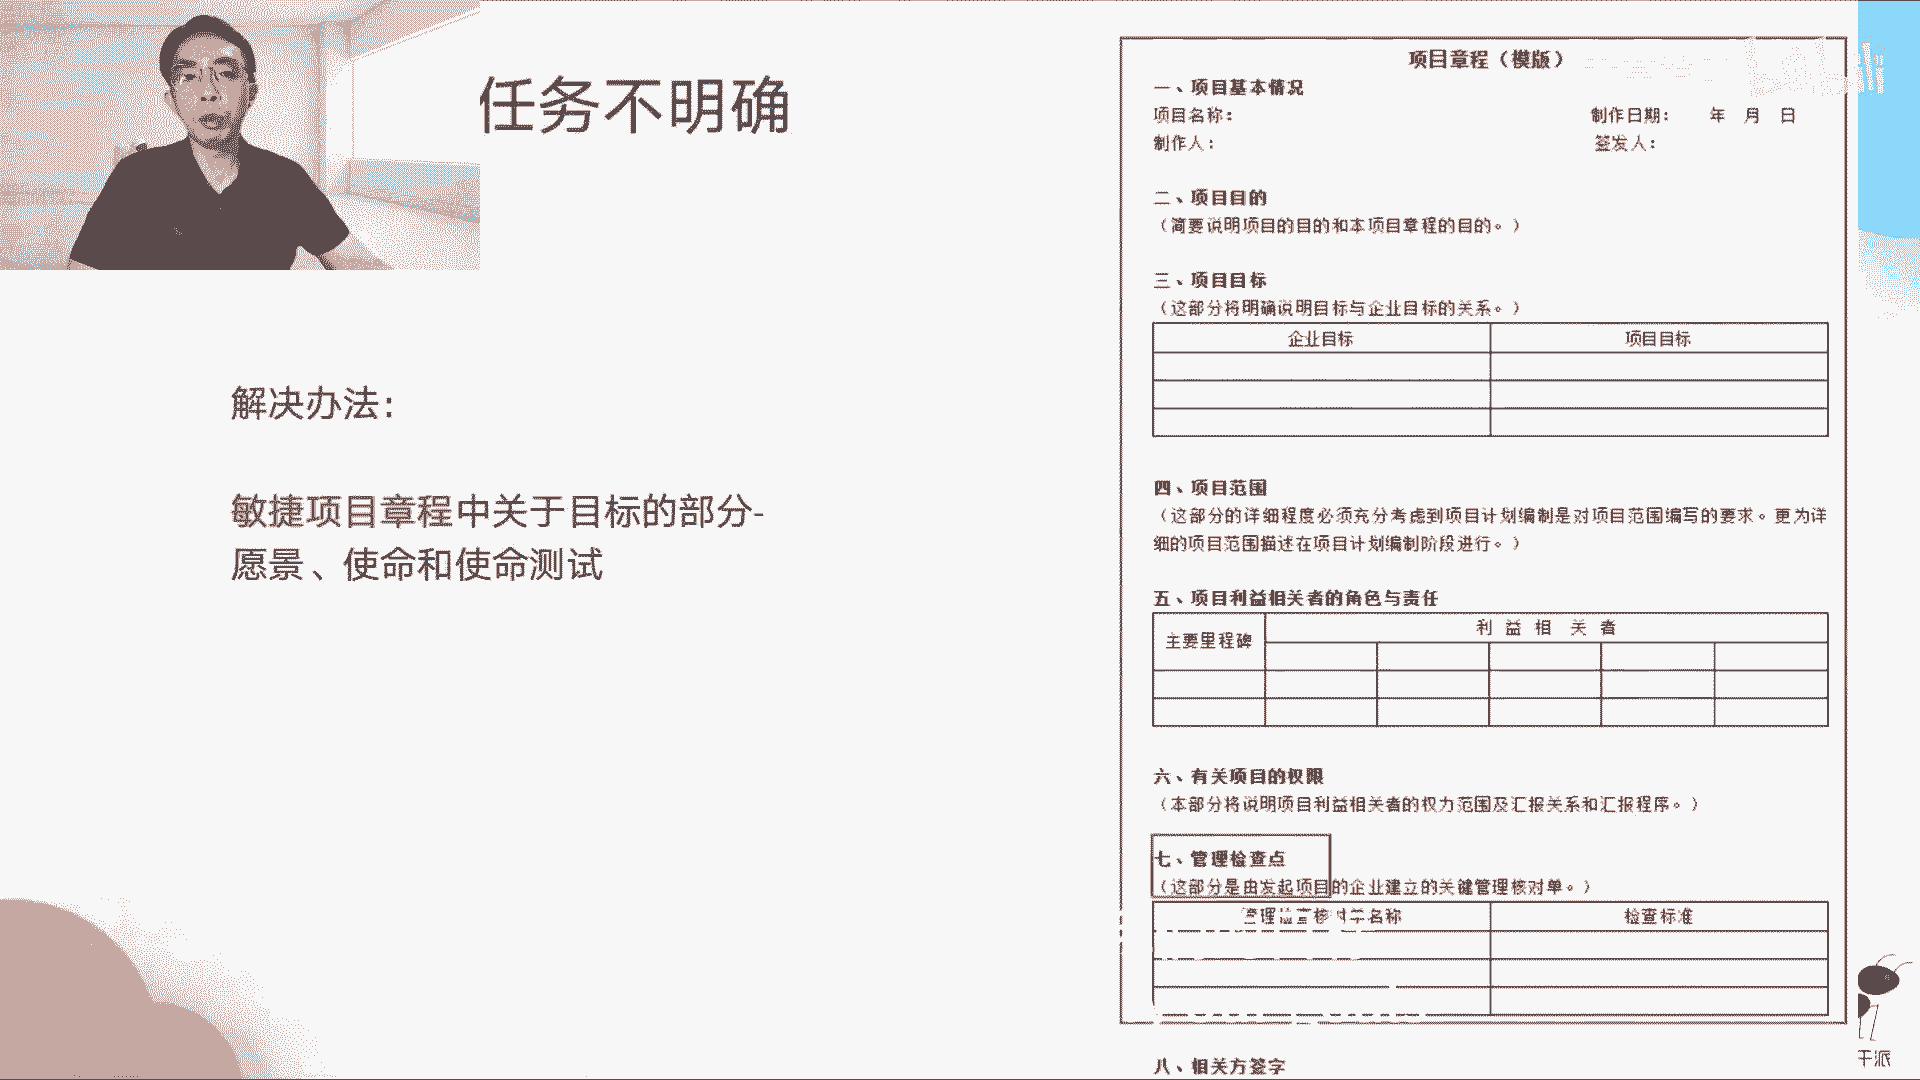 任务不明确
解决办法：
敏捷项目章程中关于目标的部分-
愿景、使命和使命测试
项目章程（模版）
一、项目基本情况
项目名称：
制作日期： 年 月 日
制作人：
签发人：
二、项目目的
（简要说明项目的目的和本项目章程的目的。）
三、项目目标
（这部分将明确说明目标与企业目标的关系。）
企业目标 项目目标
四、项目范围
（这部分的详细程度必须充分考虑到项目计划编制是对项目范围编写的要求。更为详
细的项目范围描述在项目计划编制阶段进行。）
五、项目利益相关者的角色与责任
主要里程碑 利 益 相 关 者
六、有关项目的权限
（本部分将说明项目利益相关者的权力范围及汇报关系和汇报程序。）
七、管理检查点
（这部分是由发起项目的企业建立的关键管理核对单。）
管理检查核对单名称 检查标准
八、相关方签字
bilibili
干派